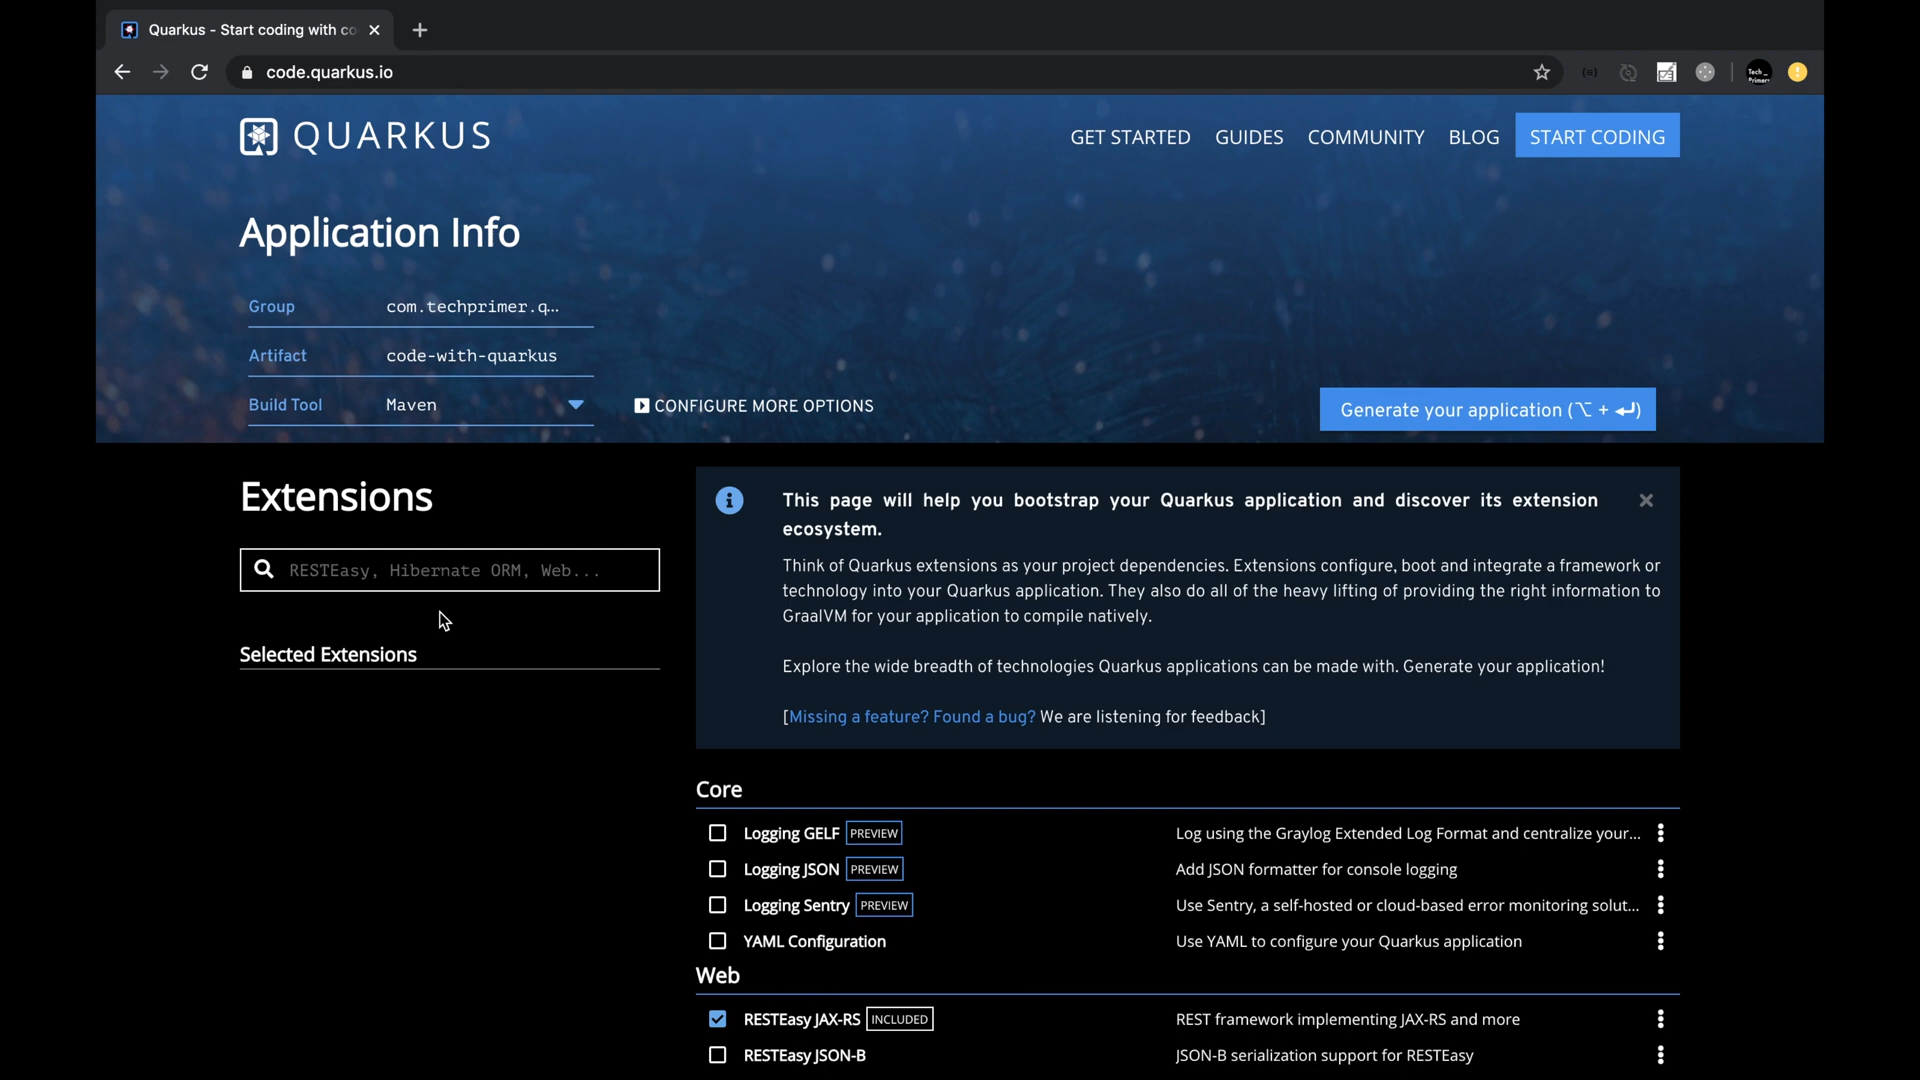 Quarkus - Start coding with co
code.quarkus.io
Tech_
Primers
QUARKUS
GET STARTED GUIDES COMMUNITY BLOG START CODING
Application Info
Group com.techprimer.q...
Artifact code-with-quarkus
Build Tool Maven
CONFIGURE MORE OPTIONS
Generate your application (⌥ + ↵)
Extensions
RESTEasy, Hibernate ORM, Web...
Selected Extensions
This page will help you bootstrap your Quarkus application and discover its extension
ecosystem.
Think of Quarkus extensions as your project dependencies. Extensions configure, boot and integrate a framework or
technology into your Quarkus application. They also do all of the heavy lifting of providing the right information to
GraalVM for your application to compile natively.
Explore the wide breadth of technologies Quarkus applications can be made with. Generate your application!
[Missing a feature? Found a bug? We are listening for feedback]
Core
Logging GELF PREVIEW Log using the Graylog Extended Log Format and centralize your...
Logging JSON PREVIEW Add JSON formatter for console logging
Logging Sentry PREVIEW Use Sentry, a self-hosted or cloud-based error monitoring solut...
YAML Configuration Use YAML to configure your Quarkus application
Web
RESTEasy JAX-RS INCLUDED REST framework implementing JAX-RS and more
RESTEasy JSON-B JSON-B serialization support for RESTEasy